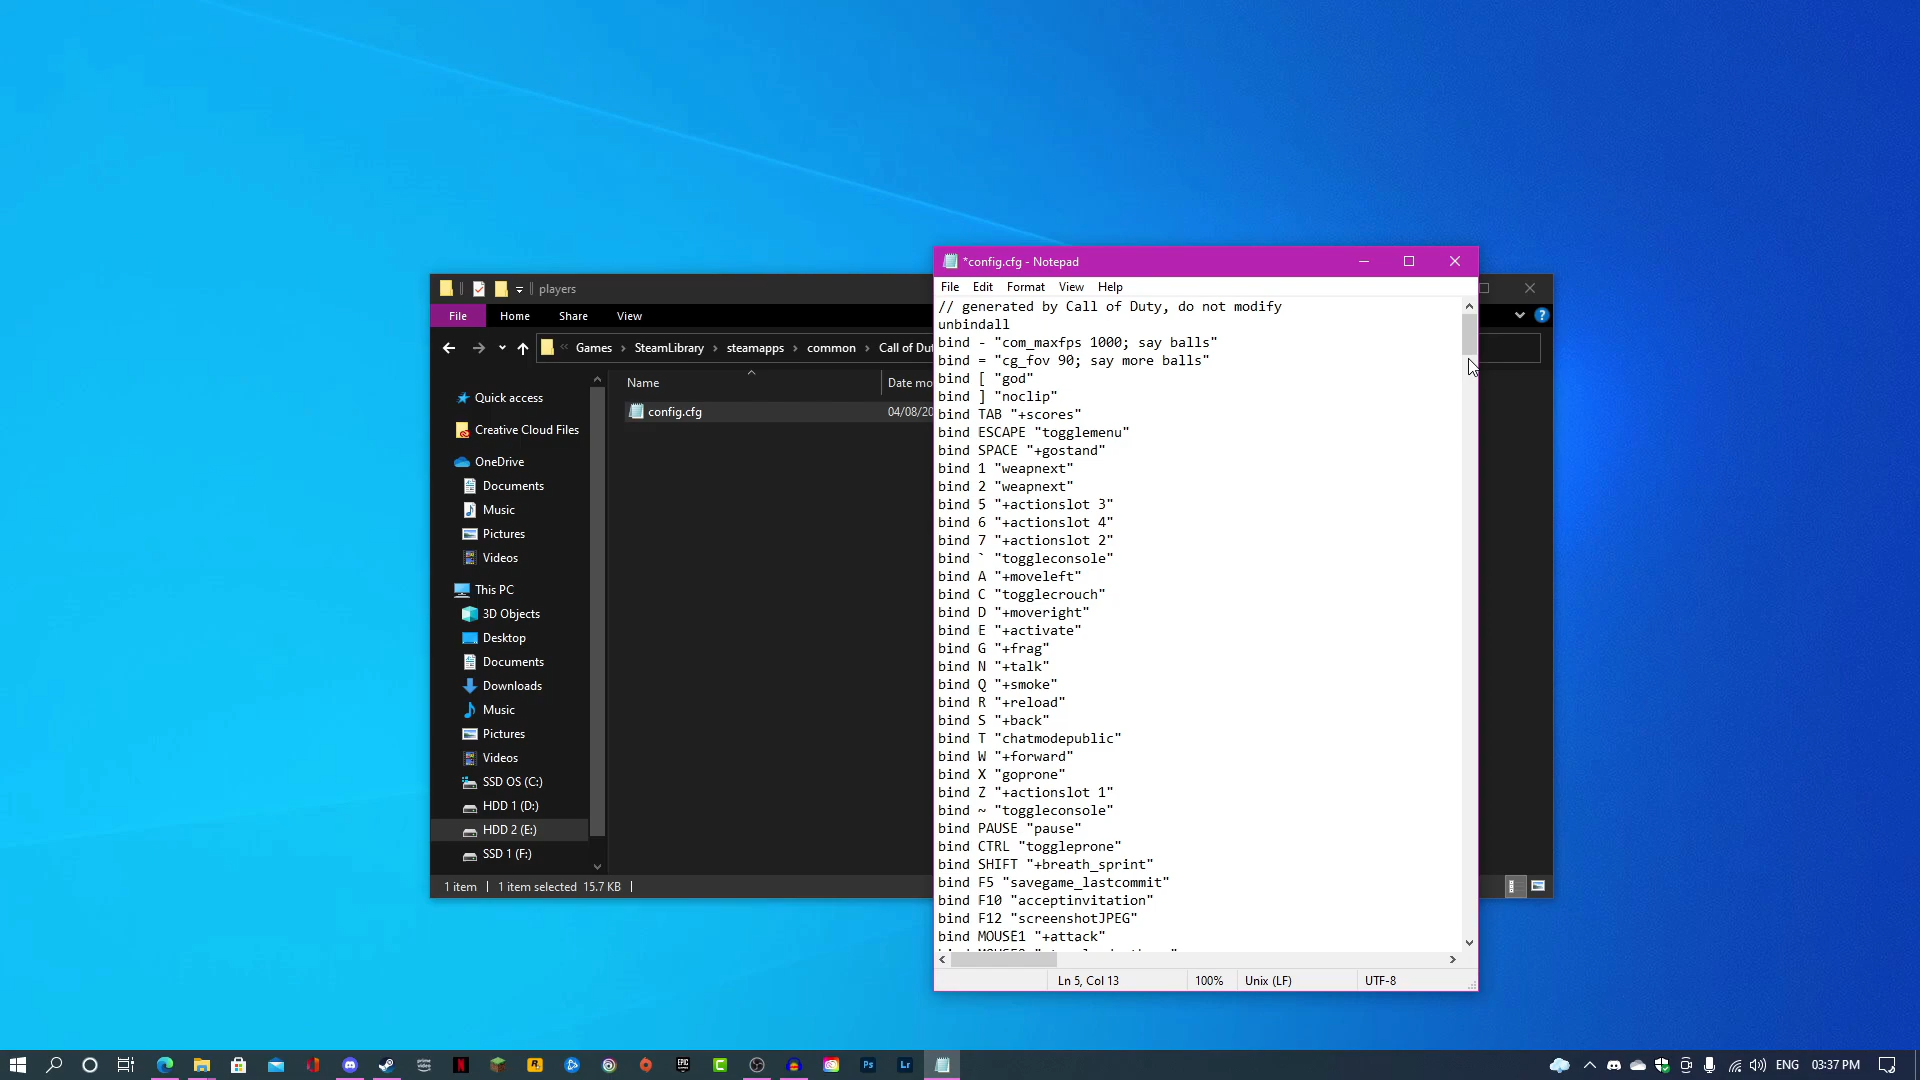 players
File
Home
Share
View
Games
SteamLibrary
steamapps
common
Call of Dut
Name
Date mo
config.cfg
04/08/20
Quick access
Creative Cloud Files
OneDrive
Documents
Music
Pictures
Videos
This PC
3D Objects
Desktop
Documents
Downloads
Music
Pictures
Videos
SSD OS (C:)
HDD 1 (D:)
HDD 2 (E:)
SSD 1 (F:)
1 item
1 item selected 15.7 KB
*config.cfg - Notepad
File Edit Format View Help
// generated by Call of Duty, do not modify
unbindall
bind - "com_maxfps 1000; say balls"
bind = "cg_fov 90; say more balls"
bind [ "god"
bind ] "noclip"
bind TAB "+scores"
bind ESCAPE "togglemenu"
bind SPACE "+gostand"
bind 1 "weapnext"
bind 2 "weapnext"
bind 5 "+actionslot 3"
bind 6 "+actionslot 4"
bind 7 "+actionslot 2"
bind ` "toggleconsole"
bind A "+moveleft"
bind C "togglecrouch"
bind D "+moveright"
bind E "+activate"
bind G "+frag"
bind N "+talk"
bind Q "+smoke"
bind R "+reload"
bind S "+back"
bind T "chatmodepublic"
bind W "+forward"
bind X "goprone"
bind Z "+actionslot 1"
bind ~ "toggleconsole"
bind PAUSE "pause"
bind CTRL "toggleprone"
bind SHIFT "+breath_sprint"
bind F5 "savegame_lastcommit"
bind F10 "acceptinvitation"
bind F12 "screenshotJPEG"
bind MOUSE1 "+attack"
Ln 5, Col 13
100%
Unix (LF)
UTF-8
prime video
N
R
EPIC GAMES
C
Ps
Lr
ENG
03:37 PM